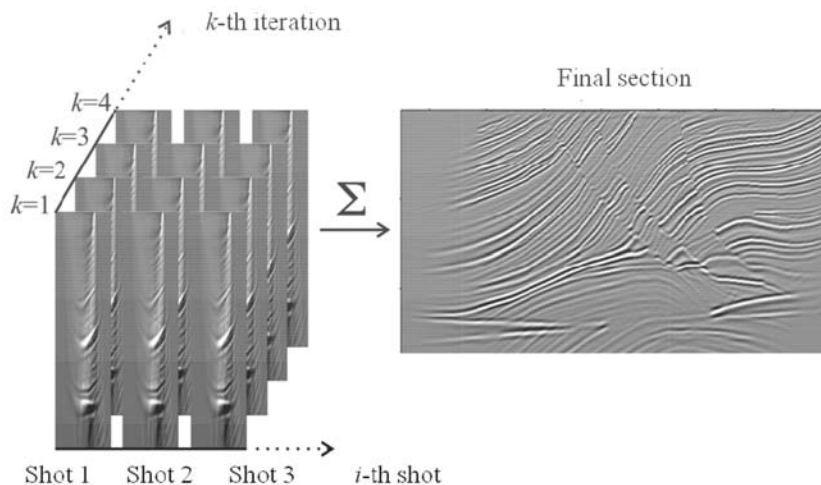 k-th iteration
Final section
k=4
k=3
k=2
k=1
Σ
Shot 1 Shot 2 Shot 3 i-th shot